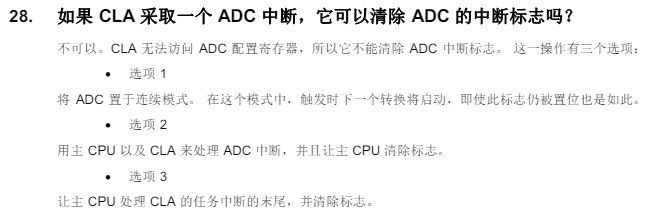 28. 如果 CLA 采取一个 ADC 中断，它可以清除 ADC 的中断标志吗？
不可以。CLA 无法访问 ADC 配置寄存器，所以它不能清除 ADC 中断标志。 这一操作有三个选项：
• 选项 1
将 ADC 置于连续模式。 在这个模式中，触发时下一个转换将启动，即使此标志仍被置位也是如此。
• 选项 2
用主 CPU 以及 CLA 来处理 ADC 中断，并且让主 CPU 清除标志。
• 选项 3
让主 CPU 处理 CLA 的任务中断的末尾，并清除标志。